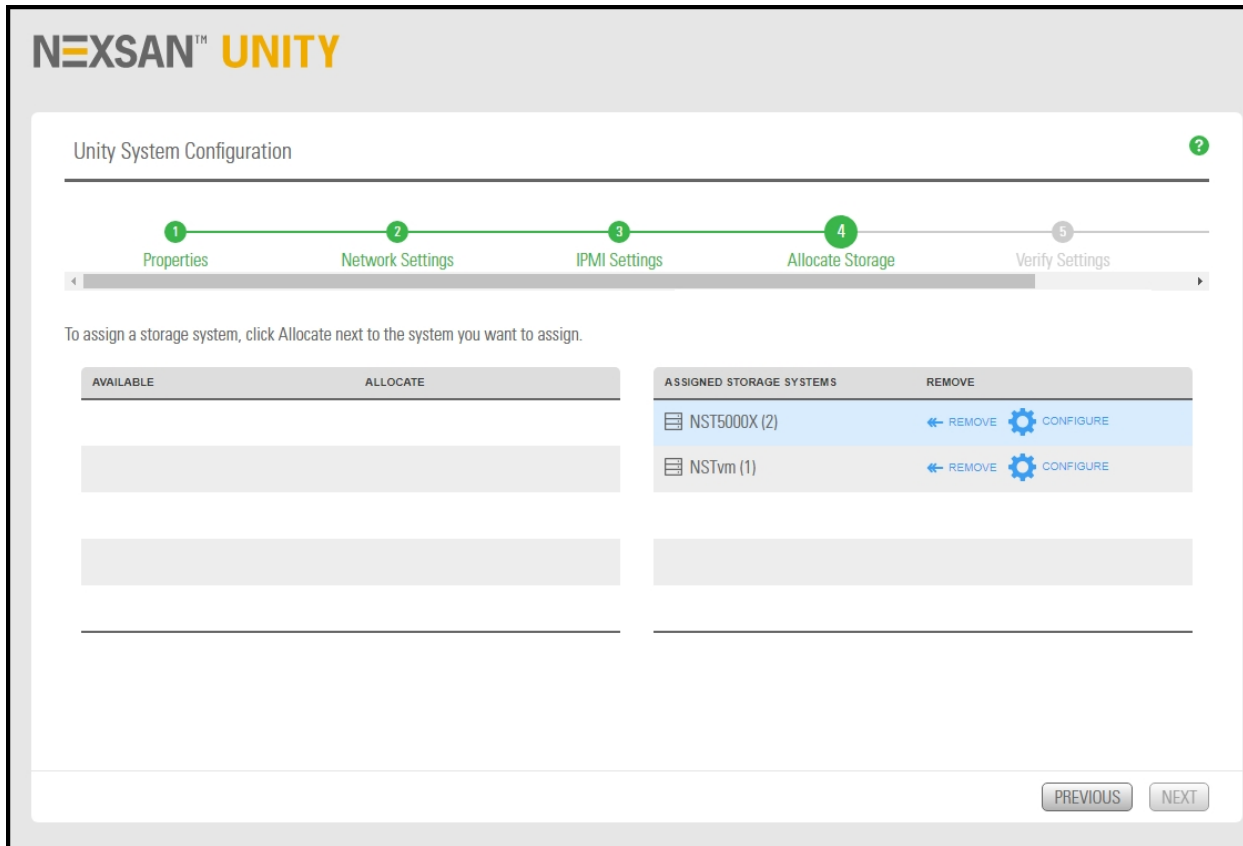 NEXSAN™ UNITY
Unity System Configuration
?
1 2 3 4 5
Properties Network Settings IPMI Settings Allocate Storage Verify Settings
To assign a storage system, click Allocate next to the system you want to assign.
AVAILABLE ALLOCATE ASSIGNED STORAGE SYSTEMS REMOVE
NST5000X (2) REMOVE CONFIGURE
NSTvm (1) REMOVE CONFIGURE
PREVIOUS NEXT